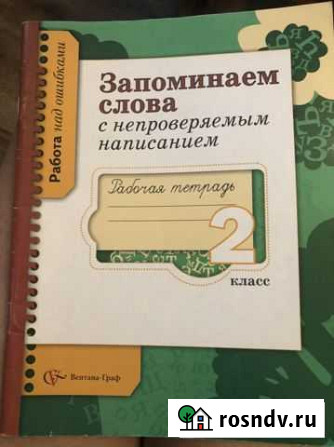 Работа над ошибками
Запоминаем
слова
с непроверяемым
написанием
Рабочая тетрадь
2
класс
Вентана-Граф
rosndv.ru